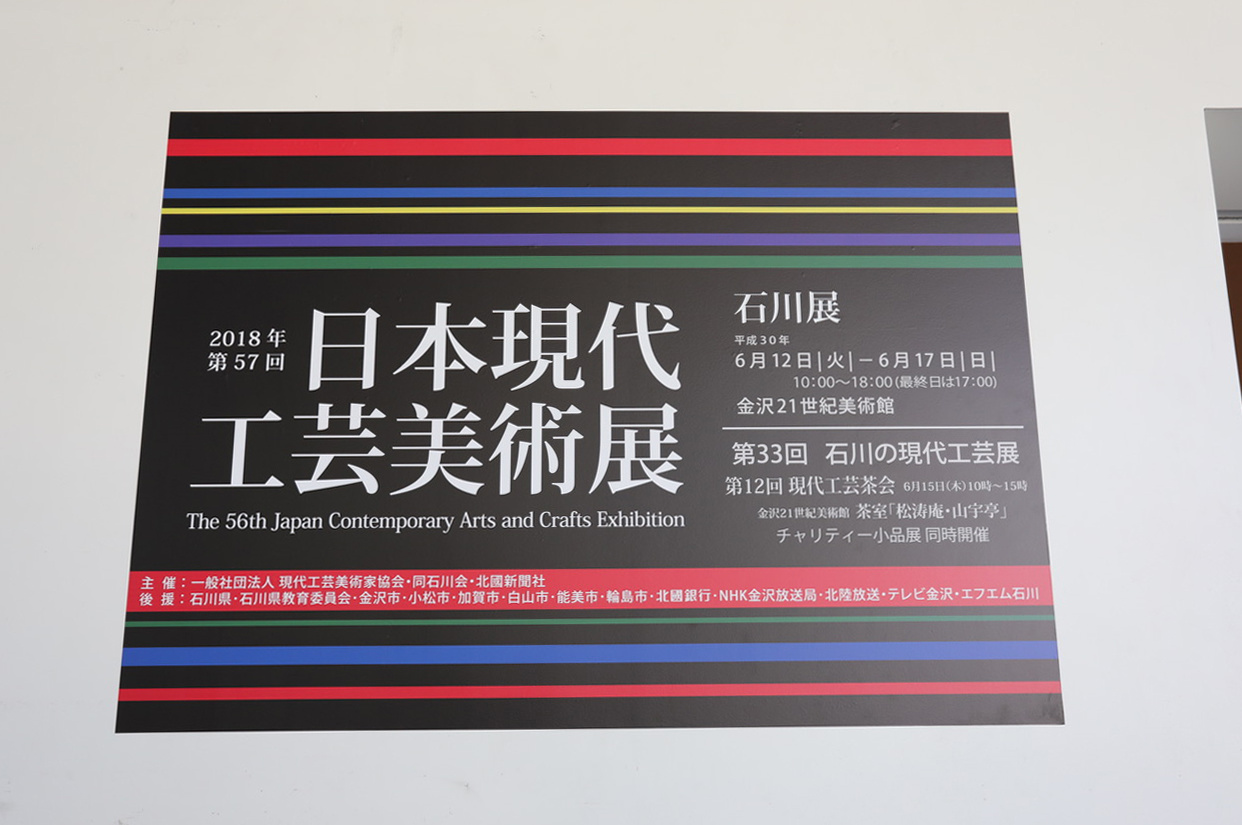 2018年
第57回
日本現代
工芸美術展
The 56th Japan Contemporary Arts and Crafts Exhibition
石川展
平成30年
6月12日|火|−6月17日|日|
10:00〜18:00(最終日は17:00)
金沢21世紀美術館
第33回 石川の現代工芸展
第12回 現代工芸茶会 6月15日(木)10時〜15時
金沢21世紀美術館 茶室「松涛庵・山宇亭」
チャリティー小品展 同時開催
主 催：一般社団法人 現代工芸美術家協会・同石川会・北國新聞社
後 援：石川県・石川県教育委員会・金沢市・小松市・加賀市・白山市・能美市・輪島市・北國銀行・NHK金沢放送局・北陸放送・テレビ金沢・エフエム石川